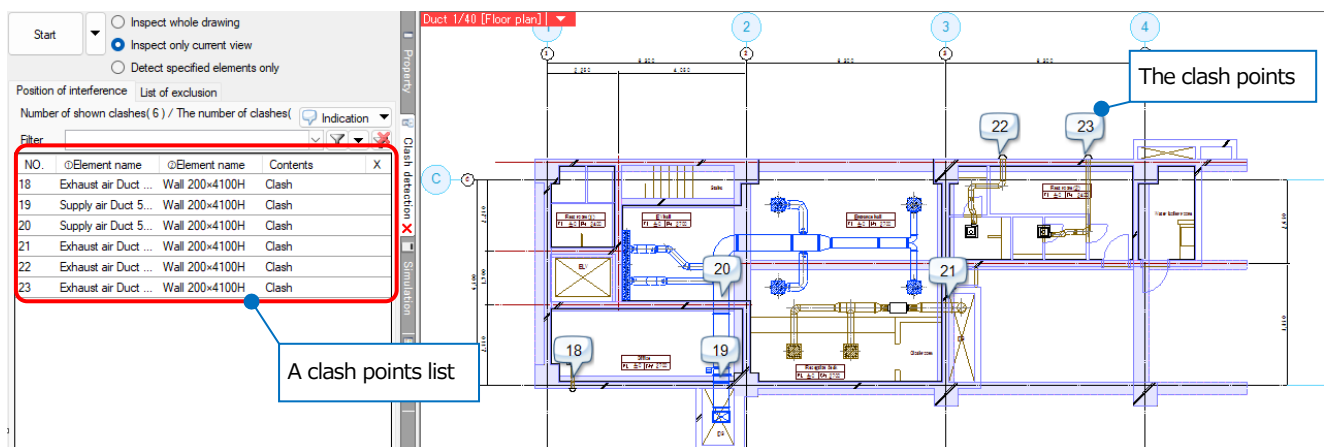 Start
Inspect whole drawing
Inspect only current view
Detect specified elements only
Position of interference
List of exclusion
Number of shown clashes( 6 ) / The number of clashes(
Indication
Filter
NO. ①Element name ②Element name Contents X
18 Exhaust air Duct ... Wall 200×4100H Clash
19 Supply air Duct 5... Wall 200×4100H Clash
20 Supply air Duct 5... Wall 200×4100H Clash
21 Exhaust air Duct ... Wall 200×4100H Clash
22 Exhaust air Duct ... Wall 200×4100H Clash
23 Exhaust air Duct ... Wall 200×4100H Clash
A clash points list
Property
Clash detection
Simulation
Duct 1/40 [Floor plan]
1
2
3
4
The clash points
22
23
C
20
21
18
19
Office
Entrance hall